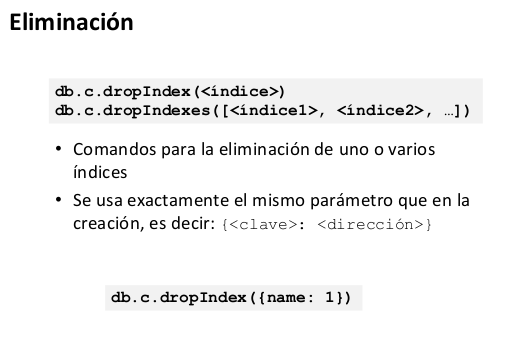 Eliminación
db.c.dropIndex(<índice>)
db.c.dropIndexes([<índice1>, <índice2>, …])
• Comandos para la eliminación de uno o varios
índices
• Se usa exactamente el mismo parámetro que en la
creación, es decir: {<clave>: <dirección>}
db.c.dropIndex({name: 1})